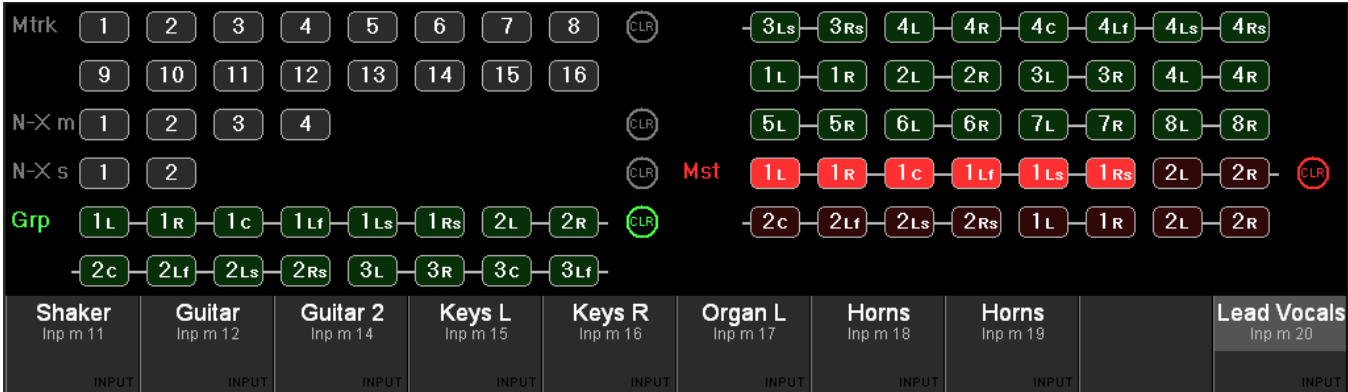 Mtrk 1 2 3 4 5 6 7 8 CLR 3Ls 3Rs 4L 4R 4C 4Lf 4Ls 4Rs
9 10 11 12 13 14 15 16 1L 1R 2L 2R 3L 3R 4L 4R
N-X m 1 2 3 4 CLR 5L 5R 6L 6R 7L 7R 8L 8R
N-X s 1 2 CLR Mst 1L 1R 1C 1Lf 1Ls 1Rs 2L 2R CLR
Grp 1L 1R 1C 1Lf 1Ls 1Rs 2L 2R CLR 2C 2Lf 2Ls 2Rs 1L 1R 2L 2R
2C 2Lf 2Ls 2Rs 3L 3R 3C 3Lf
Shaker Guitar Guitar 2 Keys L Keys R Organ L Horns Horns Lead Vocals
Inp m 11 Inp m 12 Inp m 14 Inp m 15 Inp m 16 Inp m 17 Inp m 18 Inp m 19 Inp m 20
INPUT INPUT INPUT INPUT INPUT INPUT INPUT INPUT INPUT